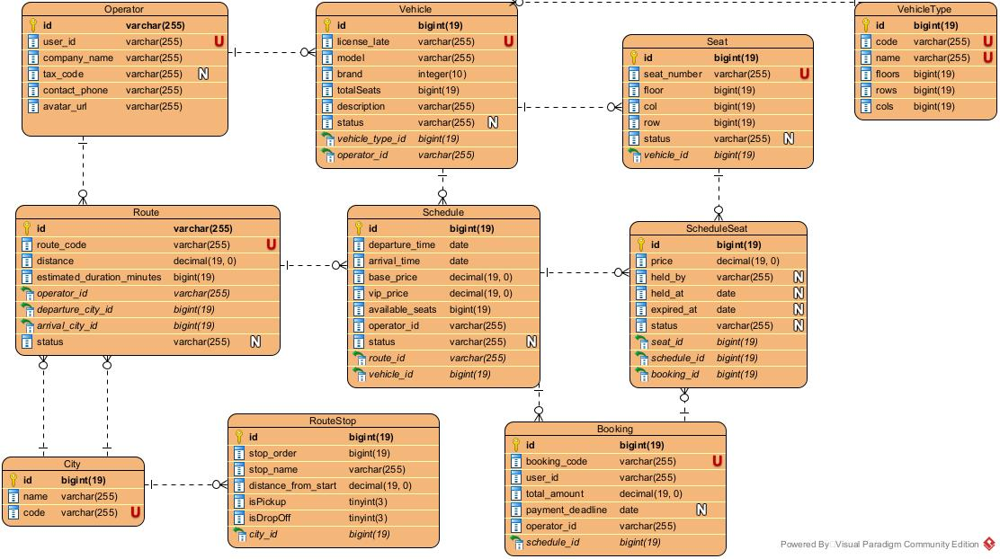 Operator
id varchar(255)
user_id varchar(255) U
company_name varchar(255)
tax_code varchar(255) N
contact_phone varchar(255)
avatar_url varchar(255)
Vehicle
id bigint(19)
license_late varchar(255) U
model varchar(255)
brand integer(10)
totalSeats bigint(19)
description varchar(255)
status varchar(255) N
vehicle_type_id bigint(19)
operator_id varchar(255)
Seat
id bigint(19)
seat_number varchar(255) U
floor bigint(19)
col bigint(19)
row bigint(19)
status varchar(255) N
vehicle_id bigint(19)
VehicleType
id bigint(19)
code varchar(255) U
name varchar(255) U
floors bigint(19)
rows bigint(19)
cols bigint(19)
Route
id varchar(255)
route_code varchar(255) U
distance decimal(19, 0)
estimated_duration_minutes bigint(19)
operator_id varchar(255)
departure_city_id bigint(19)
arrival_city_id bigint(19)
status varchar(255) N
Schedule
id bigint(19)
departure_time date
arrival_time date
base_price decimal(19, 0)
vip_price decimal(19, 0)
available_seats bigint(19)
operator_id varchar(255)
status varchar(255) N
route_id varchar(255)
vehicle_id bigint(19)
ScheduleSeat
id bigint(19)
price decimal(19, 0)
held_by varchar(255) N
held_at date N
expired_at date N
status varchar(255) N
seat_id bigint(19)
schedule_id bigint(19)
booking_id bigint(19)
City
id bigint(19)
name varchar(255)
code varchar(255) U
RouteStop
id bigint(19)
stop_order bigint(19)
stop_name varchar(255)
distance_from_start decimal(19, 0)
isPickup tinyint(3)
isDropOff tinyint(3)
city_id bigint(19)
Booking
id bigint(19)
booking_code varchar(255) U
user_id varchar(255)
total_amount decimal(19, 0)
payment_deadline date N
operator_id varchar(255)
schedule_id bigint(19)
Powered By Visual Paradigm Community Edition